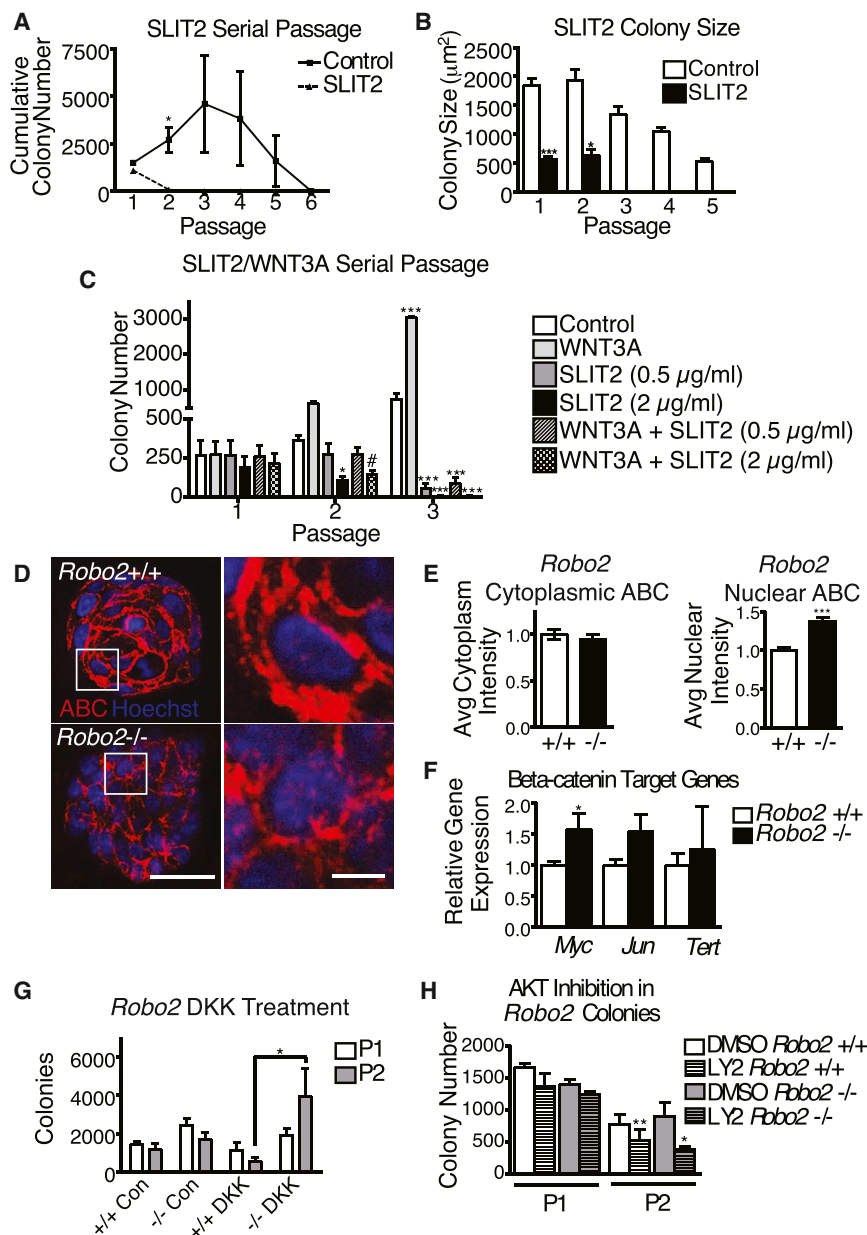 A
SLIT2 Serial Passage
Cumulative
Colony Number
7500
5000
2500
0
*
Control
SLIT2
1 2 3 4 5 6
Passage
B
SLIT2 Colony Size
Colony Size (μm2)
2500
2000
1500
1000
500
0
Control
SLIT2
***
*
1 2 3 4 5
Passage
C
SLIT2/WNT3A Serial Passage
Colony Number
3000
2000
1000
500
250
0
*
#
***
***
***
***
***
1 2 3
Passage
Control
WNT3A
SLIT2 (0.5 µg/ml)
SLIT2 (2 µg/ml)
WNT3A + SLIT2 (0.5 µg/ml)
WNT3A + SLIT2 (2 µg/ml)
D
Robo2+/+
ABC Hoechst
Robo2-/-
E
Robo2
Cytoplasmic ABC
Avg Cytoplasm
Intensity
1.0
0.5
0.0
+/+ -/-
Robo2
Nuclear ABC
Avg Nuclear
Intensity
1.5
1.0
0.5
0.0
***
+/+ -/-
F
Beta-catenin Target Genes
Relative Gene
Expression
2.0
1.5
1.0
0.5
0.0
*
Myc Jun Tert
Robo2 +/+
Robo2 -/-
G
Robo2 DKK Treatment
Colonies
6000
4000
2000
0
*
P1
P2
+/+ Con
-/- Con
+/+ DKK
-/- DKK
H
AKT Inhibition in
Robo2 Colonies
Colony Number
2000
1500
1000
500
0
**
*
P1 P2
DMSO Robo2 +/+
LY2 Robo2 +/+
DMSO Robo2 -/-
LY2 Robo2 -/-